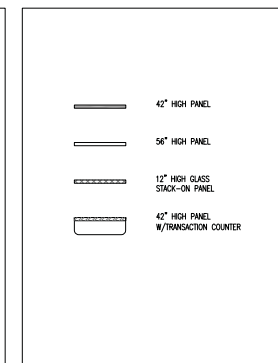 42" HIGH PANEL
56" HIGH PANEL
12" HIGH GLASS
STACK-ON PANEL
42" HIGH PANEL
W/TRANSACTION COUNTER